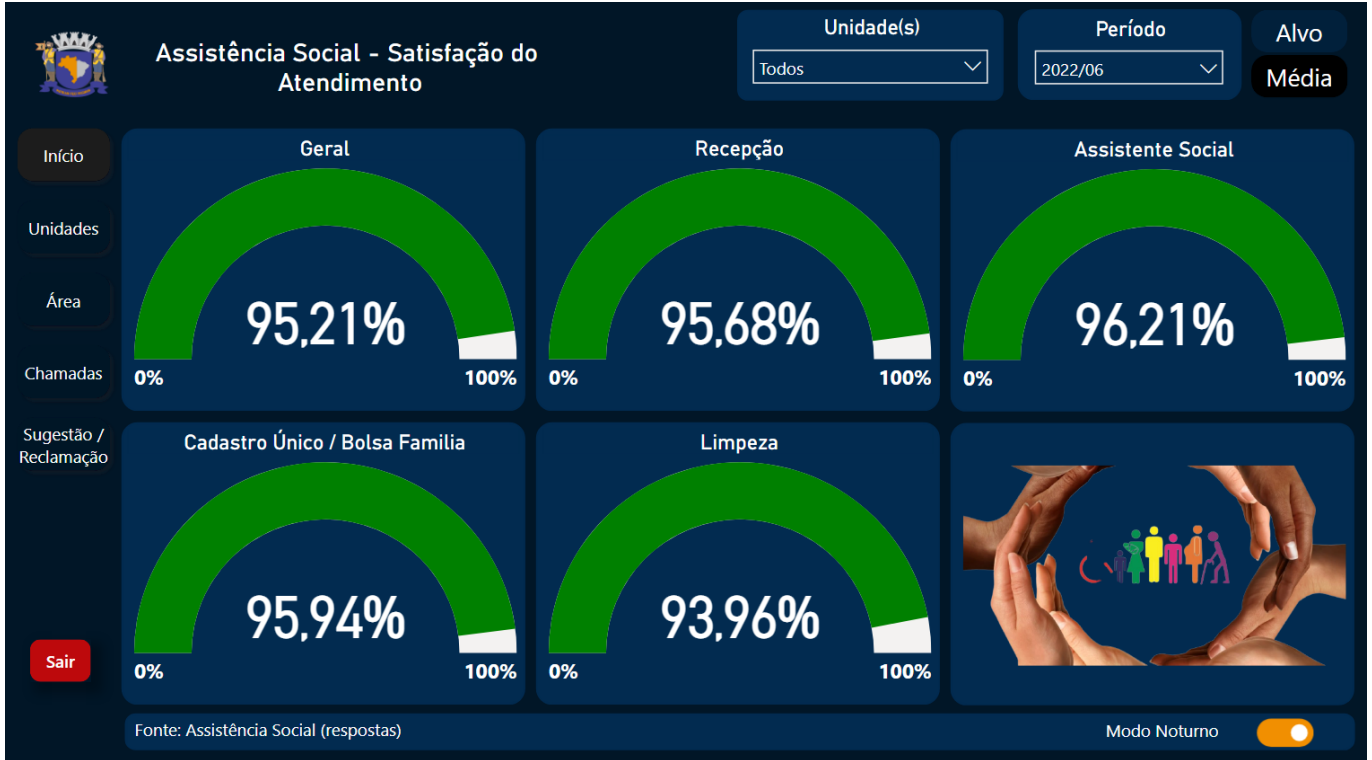 Assistência Social - Satisfação do
Atendimento
Unidade(s)
Todos
Período
2022/06
Alvo
Média
Início
Unidades
Área
Chamadas
Sugestão /
Reclamação
Sair
Geral
95,21%
0%
100%
Recepção
95,68%
0%
100%
Assistente Social
96,21%
0%
100%
Cadastro Único / Bolsa Familia
95,94%
0%
100%
Limpeza
93,96%
0%
100%
Fonte: Assistência Social (respostas)
Modo Noturno